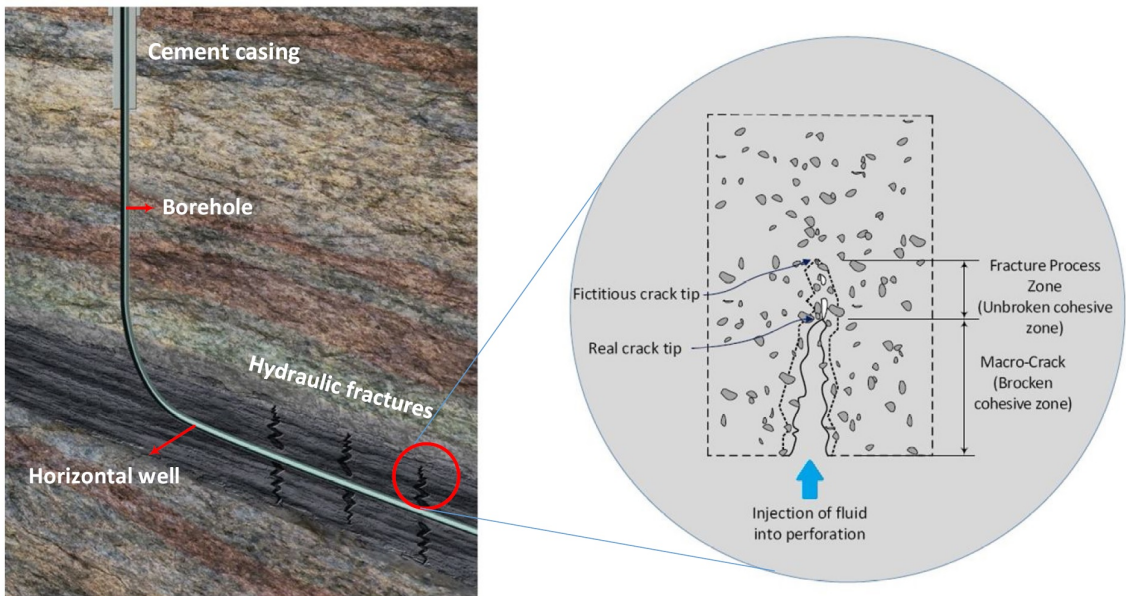 Cement casing
Borehole
Hydraulic fractures
Horizontal well
Fictitious crack tip
Real crack tip
Fracture Process
Zone
(Unbroken cohesive
zone)
Macro-Crack
(Brocken
cohesive zone)
Injection of fluid
into perforation